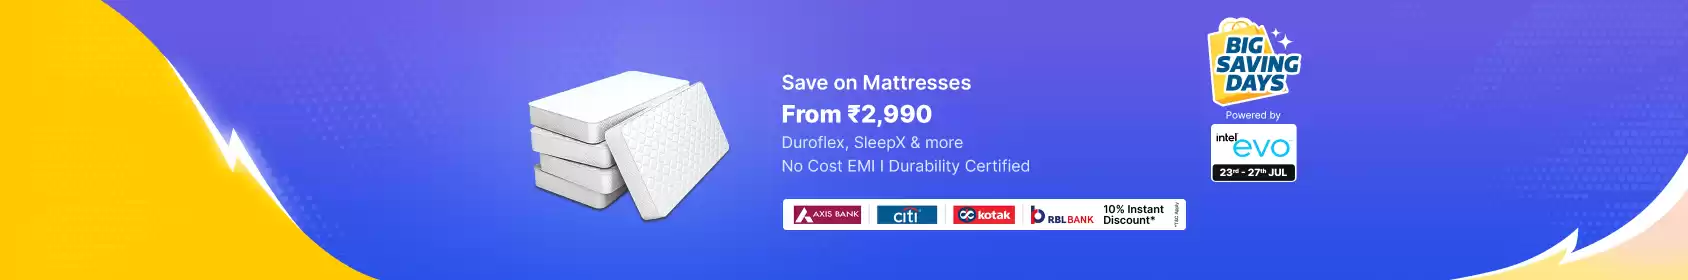 Save on Mattresses
From ₹2,990
Duroflex, SleepX & more
No Cost EMI I Durability Certified
AXIS BANK
citi
kotak
RBLBANK
10% Instant
Discount*
*T&C Apply
BIG
SAVING
DAYS
Powered by
intel
evo
23rd - 27th JUL